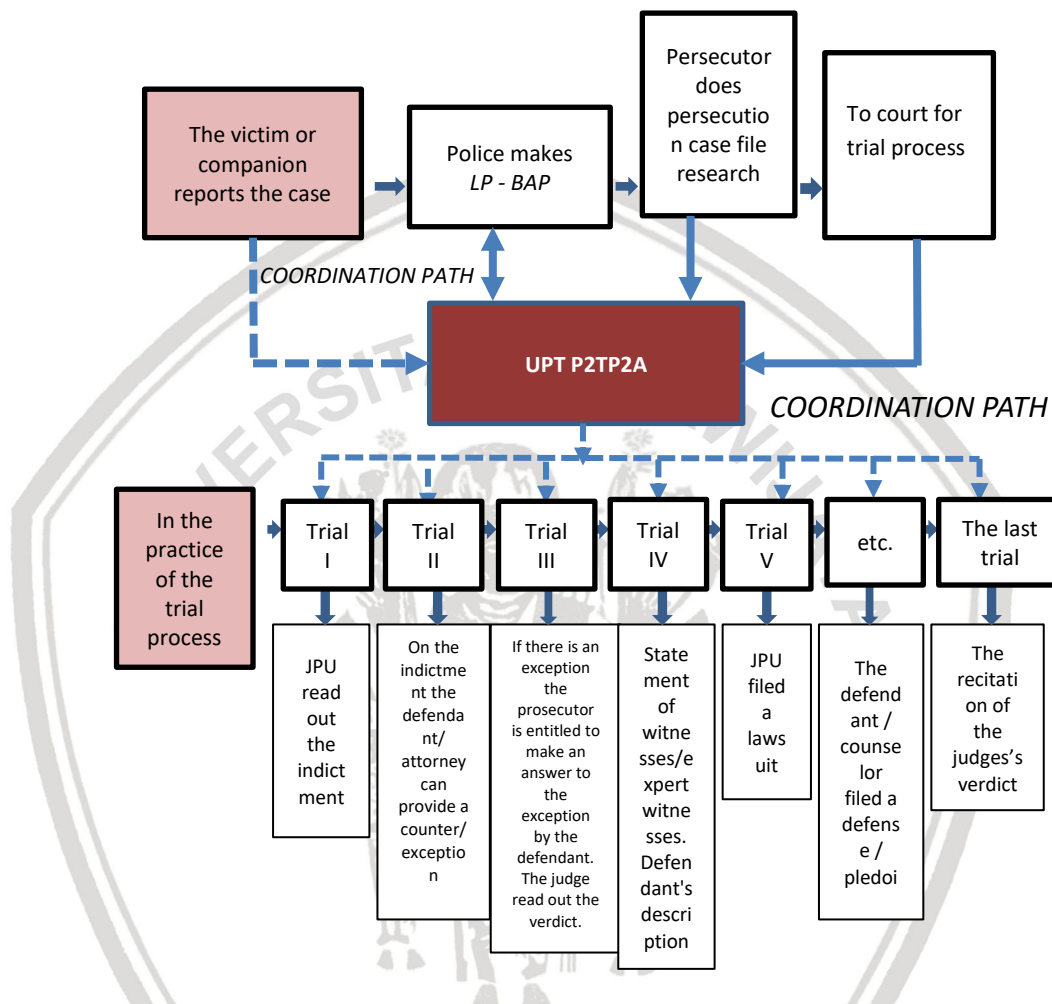 The victim or
companion
reports the case
Police makes
LP - BAP
Persecutor
does
persecutio
n case file
research
To court for
trial process
COORDINATION PATH
UPT P2TP2A
COORDINATION PATH
In the
practice
of the
trial
process
Trial
I
Trial
II
Trial
III
Trial
IV
Trial
V
etc.
The last
trial
JPU read
out the
indict
ment
On the
indictme
nt the
defenda
nt/
attorney
can
provide a
counter/
exceptio
n
If there is an
exception
the
prosecutor
is entitled to
make an
answer to
the
exception
by the
defendant.
The judge
read out the
verdict.
State
ment
of
witne
sses/e
xpert
witne
sses.
Defen
dant's
descri
ption
JPU
filed
a
laws
uit
The
defend
ant /
counse
lor
filed a
defens
e /
pledoi
The
recitati
on of
the
judges’s
verdict